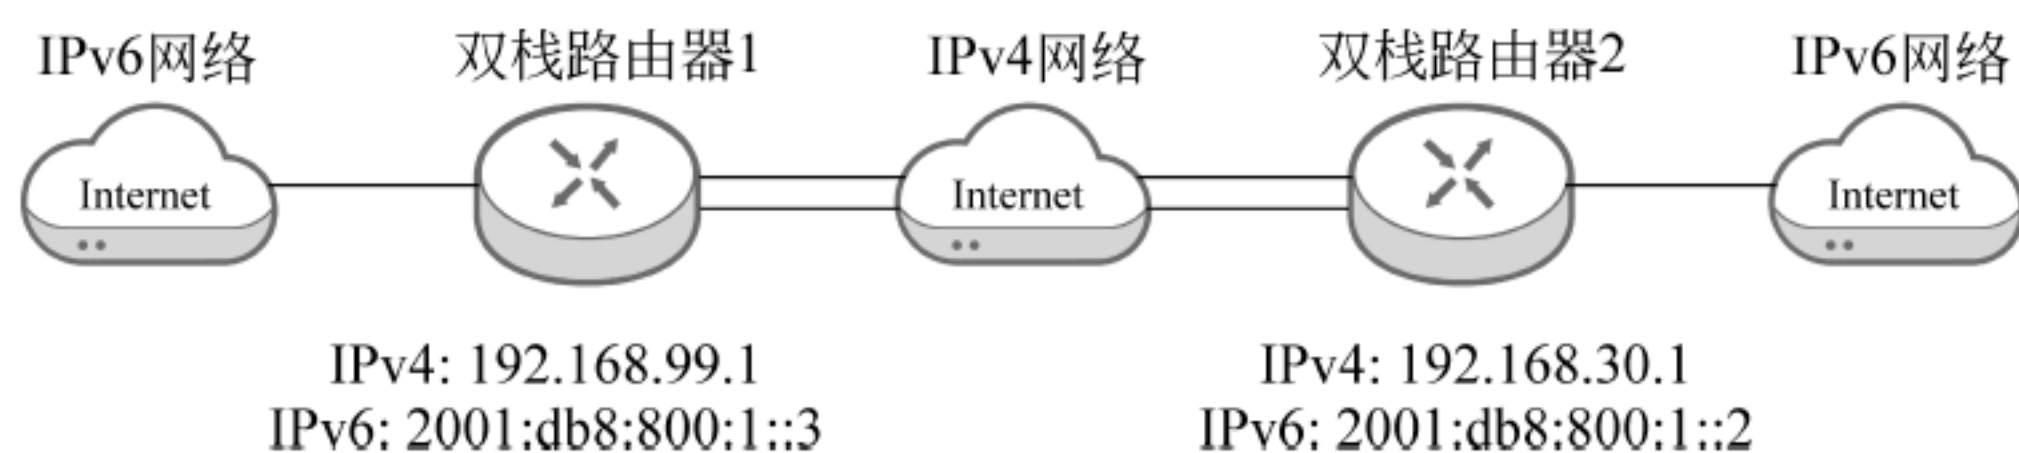 IPv6网络
双栈路由器1
IPv4网络
双栈路由器2
IPv6网络
Internet
Internet
Internet
IPv4: 192.168.99.1
IPv6: 2001:db8:800:1::3
IPv4: 192.168.30.1
IPv6: 2001:db8:800:1::2